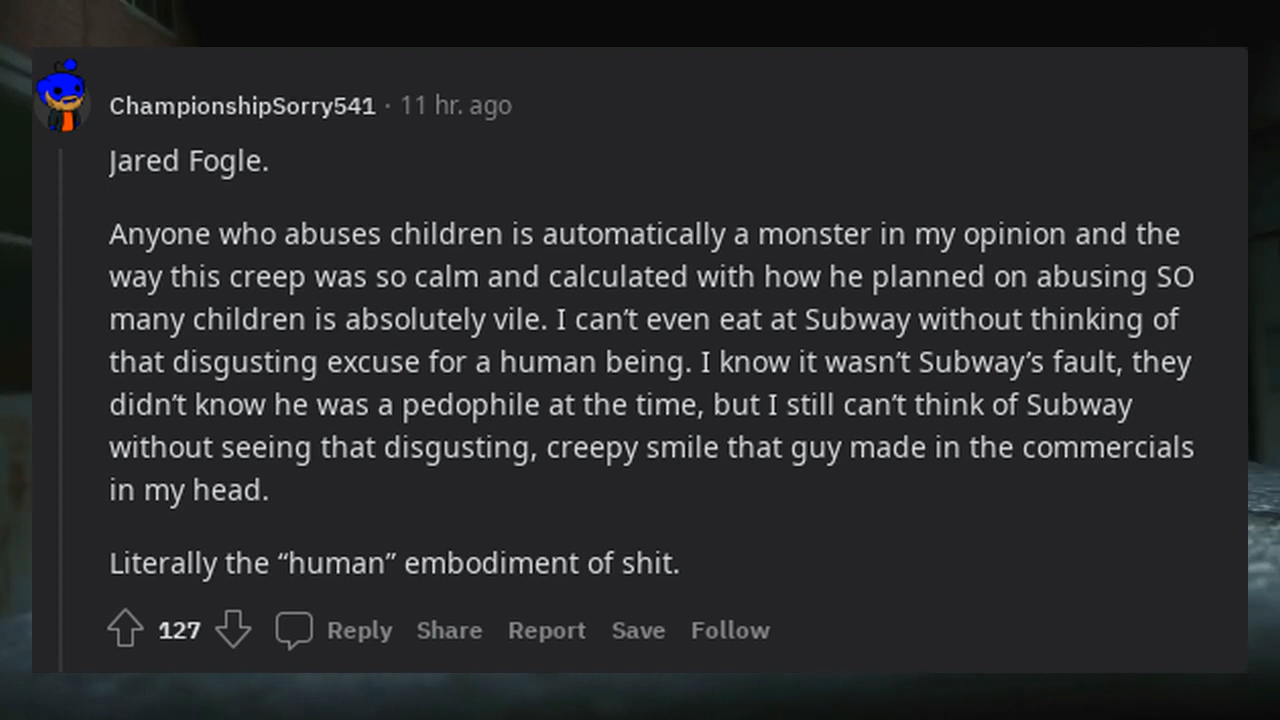 ChampionshipSorry541 · 11 hr. ago
Jared Fogle.
Anyone who abuses children is automatically a monster in my opinion and the
way this creep was so calm and calculated with how he planned on abusing SO
many children is absolutely vile. I can’t even eat at Subway without thinking of
that disgusting excuse for a human being. I know it wasn’t Subway’s fault, they
didn’t know he was a pedophile at the time, but I still can’t think of Subway
without seeing that disgusting, creepy smile that guy made in the commercials
in my head.
Literally the “human” embodiment of shit.
127 Reply Share Report Save Follow